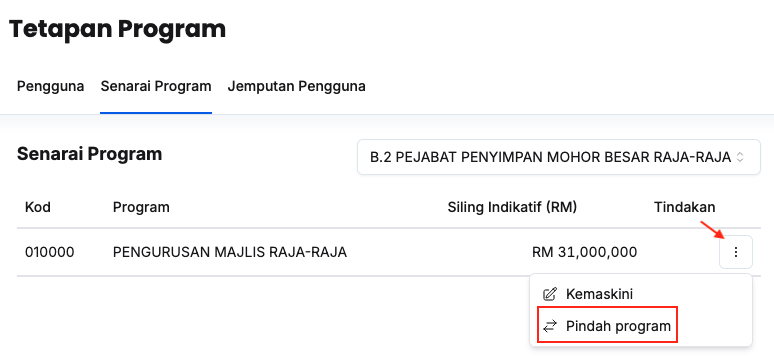 Tetapan Program
Pengguna Senarai Program Jemputan Pengguna
Senarai Program
B.2 PEJABAT PENYIMPAN MOHOR BESAR RAJA-RAJA
Kod Program Siling Indikatif (RM) Tindakan
010000 PENGURUSAN MAJLIS RAJA-RAJA RM 31,000,000
Kemaskini
Pindah program